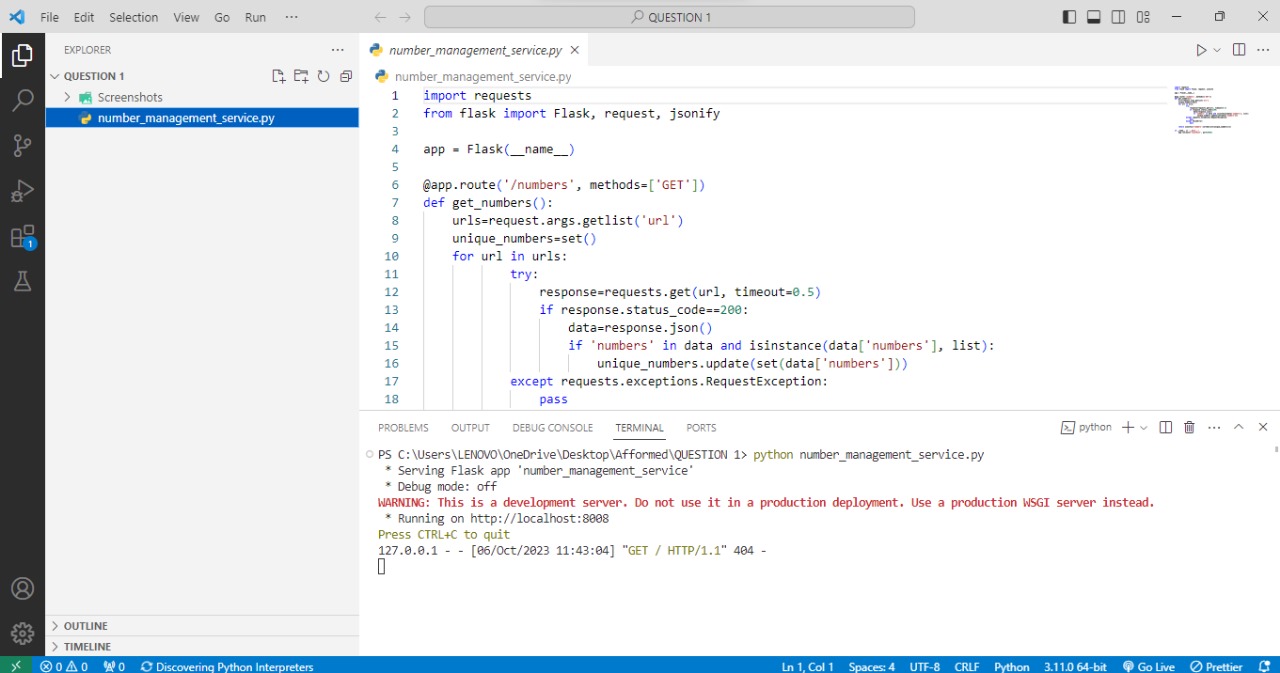 File Edit Selection View Go Run ···
QUESTION 1
EXPLORER
QUESTION 1
Screenshots
number_management_service.py
OUTLINE
TIMELINE
1
number_management_service.py
number_management_service.py
1 import requests
2 from flask import Flask, request, jsonify
3
4 app = Flask(__name__)
5
6 @app.route('/numbers', methods=['GET'])
7 def get_numbers():
8 urls=request.args.getlist('url')
9 unique_numbers=set()
10 for url in urls:
11 try:
12 response=requests.get(url, timeout=0.5)
13 if response.status_code==200:
14 data=response.json()
15 if 'numbers' in data and isinstance(data['numbers'], list):
16 unique_numbers.update(set(data['numbers']))
17 except requests.exceptions.RequestException:
18 pass
PROBLEMS OUTPUT DEBUG CONSOLE TERMINAL PORTS
python
PS C:\Users\LENOVO\OneDrive\Desktop\Afformed\QUESTION 1> python number_management_service.py
* Serving Flask app 'number_management_service'
* Debug mode: off
WARNING: This is a development server. Do not use it in a production deployment. Use a production WSGI server instead.
* Running on http://localhost:8008
Press CTRL+C to quit
127.0.0.1 - - [06/Oct/2023 11:43:04] "GET / HTTP/1.1" 404 -
0 0 0 Discovering Python Interpreters
Ln 1, Col 1 Spaces: 4 UTF-8 CRLF Python 3.11.0 64-bit Go Live Prettier